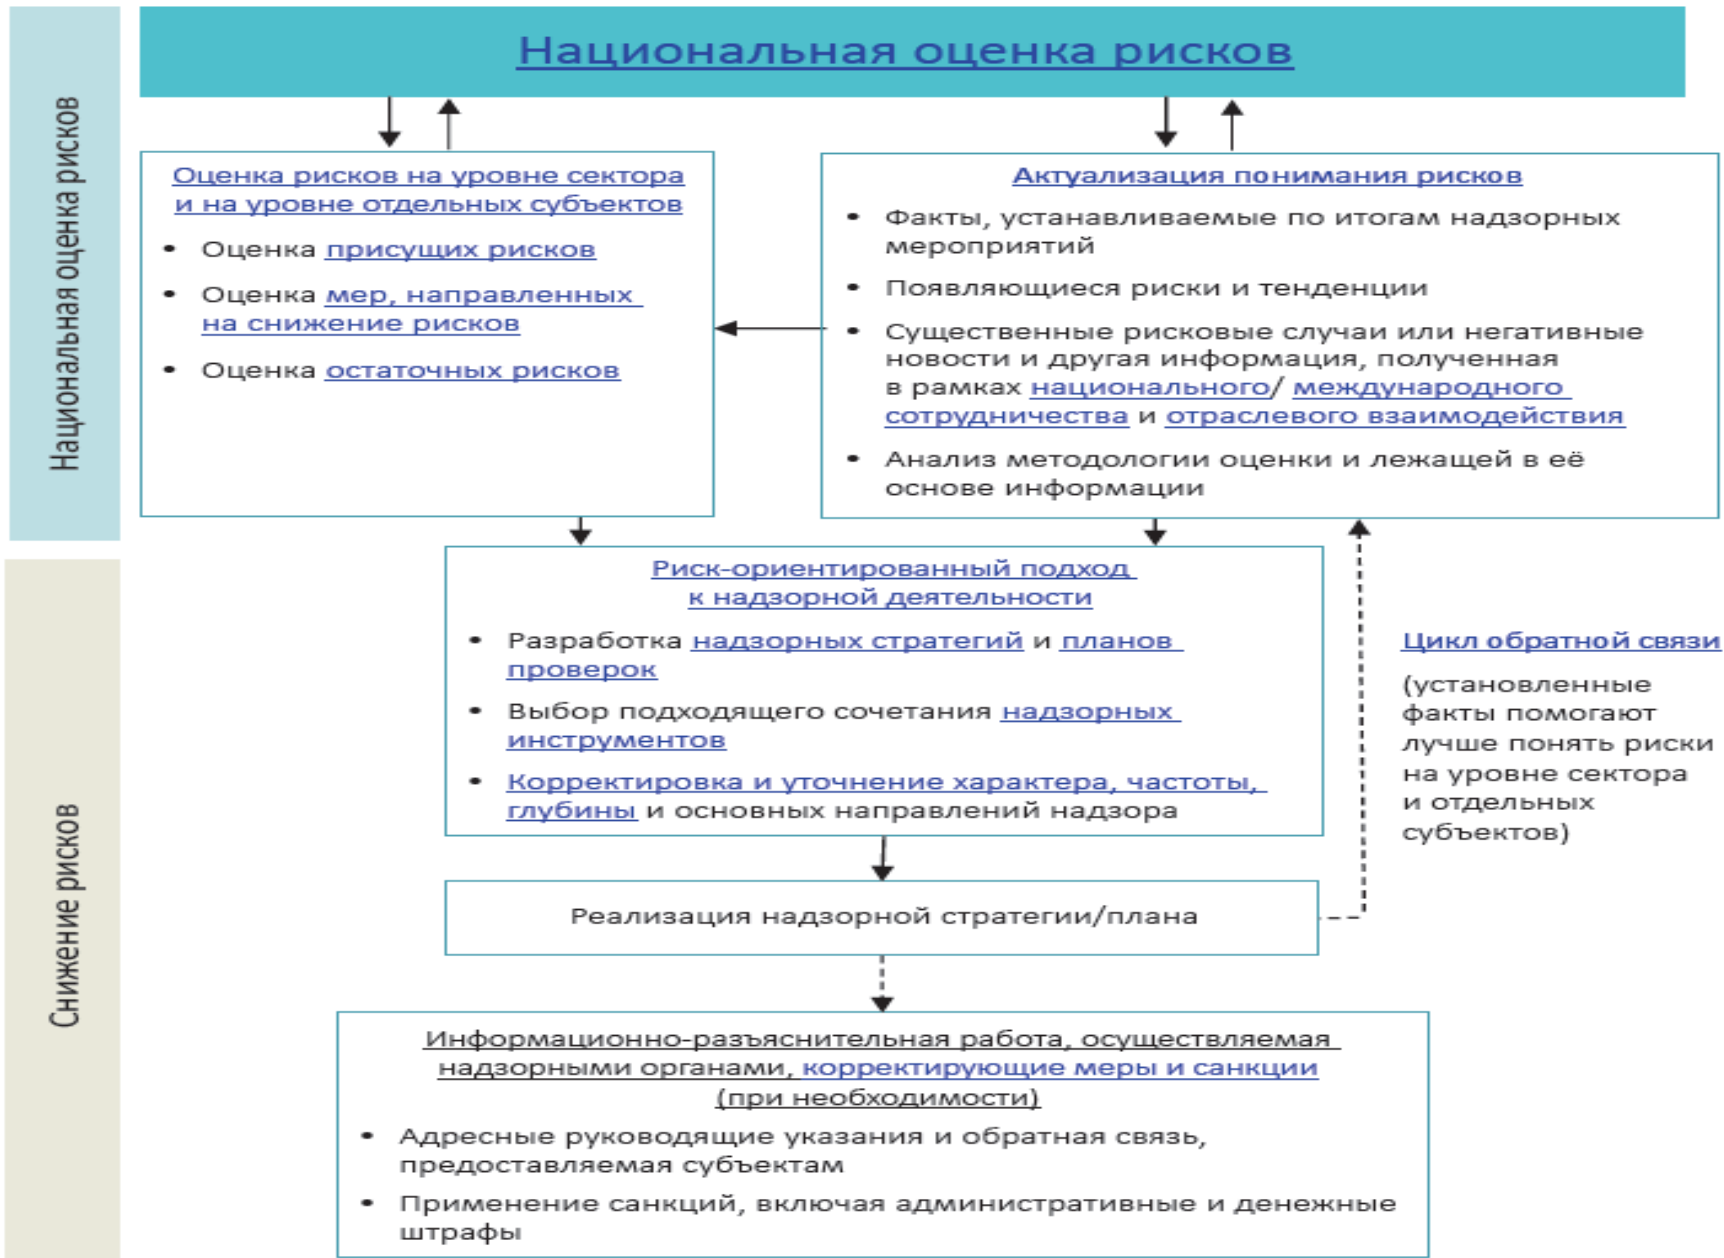 Национальная оценка рисков
Национальная оценка рисков
Оценка рисков на уровне сектора
и на уровне отдельных субъектов
• Оценка присущих рисков
• Оценка мер, направленных
на снижение рисков
• Оценка остаточных рисков
Актуализация понимания рисков
• Факты, устанавливаемые по итогам надзорных
мероприятий
• Появляющиеся риски и тенденции
• Существенные рисковые случаи или негативные
новости и другая информация, полученная
в рамках национального/ международного
сотрудничества и отраслевого взаимодействия
• Анализ методологии оценки и лежащей в её
основе информации
Снижение рисков
Риск-ориентированный подход
к надзорной деятельности
• Разработка надзорных стратегий и планов
проверок
• Выбор подходящего сочетания надзорных
инструментов
• Корректировка и уточнение характера, частоты,
глубины и основных направлений надзора
Цикл обратной связи
(установленные
факты помогают
лучше понять риски
на уровне сектора
и отдельных
субъектов)
Реализация надзорной стратегии/плана
Информационно-разъяснительная работа, осуществляемая
надзорными органами, корректирующие меры и санкции
(при необходимости)
• Адресные руководящие указания и обратная связь,
предоставляемая субъектам
• Применение санкций, включая административные и денежные
штрафы